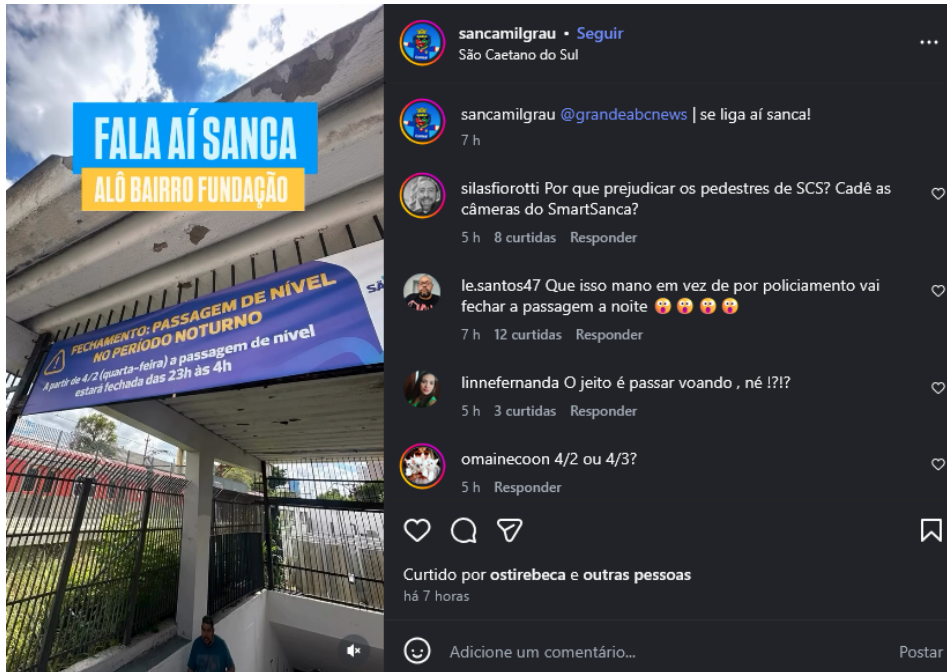 FALA AÍ SANCA
ALÔ BAIRRO FUNDAÇÃO
FECHAMENTO: PASSAGEM DE NÍVEL
NO PERÍODO NOTURNO
A partir de 4/2 (quarta-feira) a passagem de nível
estará fechada das 23h às 4h
sancamilgrau • Seguir
São Caetano do Sul
sancamilgrau @grandeabcnews | se liga aí sanca!
7 h
silasfiorotti Por que prejudicar os pedestres de SCS? Cadê as
câmeras do SmartSanca?
5 h 8 curtidas Responder
le.santos47 Que isso mano em vez de por policiamento vai
fechar a passagem a noite 😱😱😱😱
7 h 12 curtidas Responder
linnefernanda O jeito é passar voando , né !?!?
5 h 3 curtidas Responder
omainecoon 4/2 ou 4/3?
5 h Responder
Curtido por ostirebeca e outras pessoas
há 7 horas
Adicione um comentário... Postar